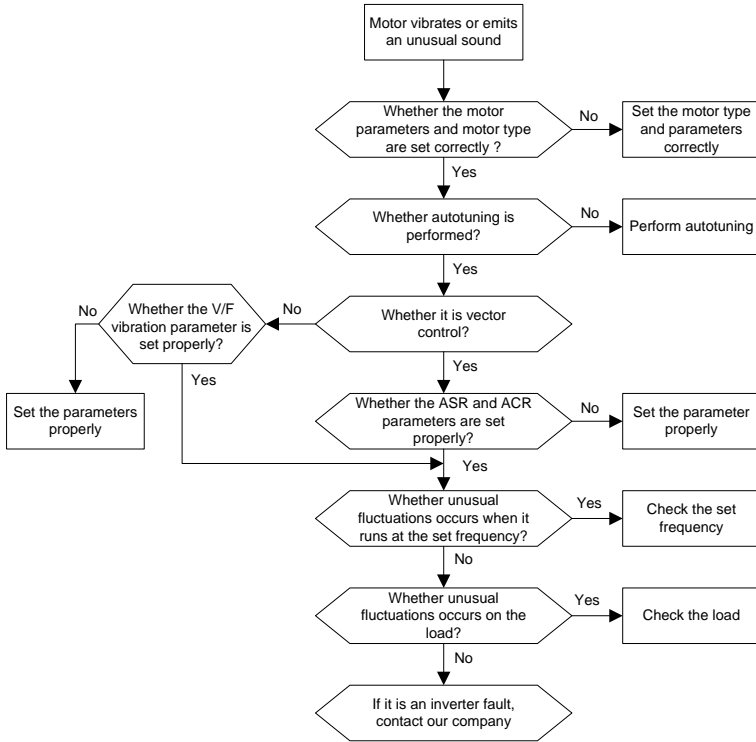 Motor vibrates or emits
an unusual sound
Whether the motor
parameters and motor type
are set correctly ?
No
Set the motor type
and parameters
correctly
Yes
Whether autotuning is
performed?
No
Perform autotuning
Yes
Whether it is vector
control?
No
Whether the V/F
vibration parameter is
set properly?
No
Set the parameters
properly
Yes
Yes
Whether the ASR and ACR
parameters are set
properly?
No
Set the parameter
properly
Yes
Whether unusual
fluctuations occurs when it
runs at the set frequency?
Yes
Check the set
frequency
No
Whether unusual
fluctuations occurs on the
load?
Yes
Check the load
No
If it is an inverter fault,
contact our company